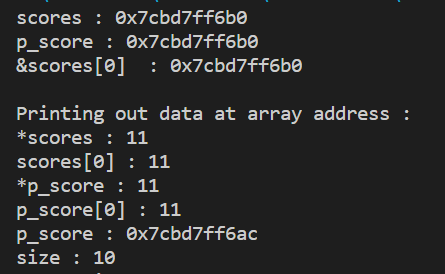 scores : 0x7cbd7ff6b0
p_score : 0x7cbd7ff6b0
&scores[0]  : 0x7cbd7ff6b0
Printing out data at array address :
*scores : 11
scores[0] : 11
*p_score : 11
p_score[0] : 11
p_score : 0x7cbd7ff6ac
size : 10